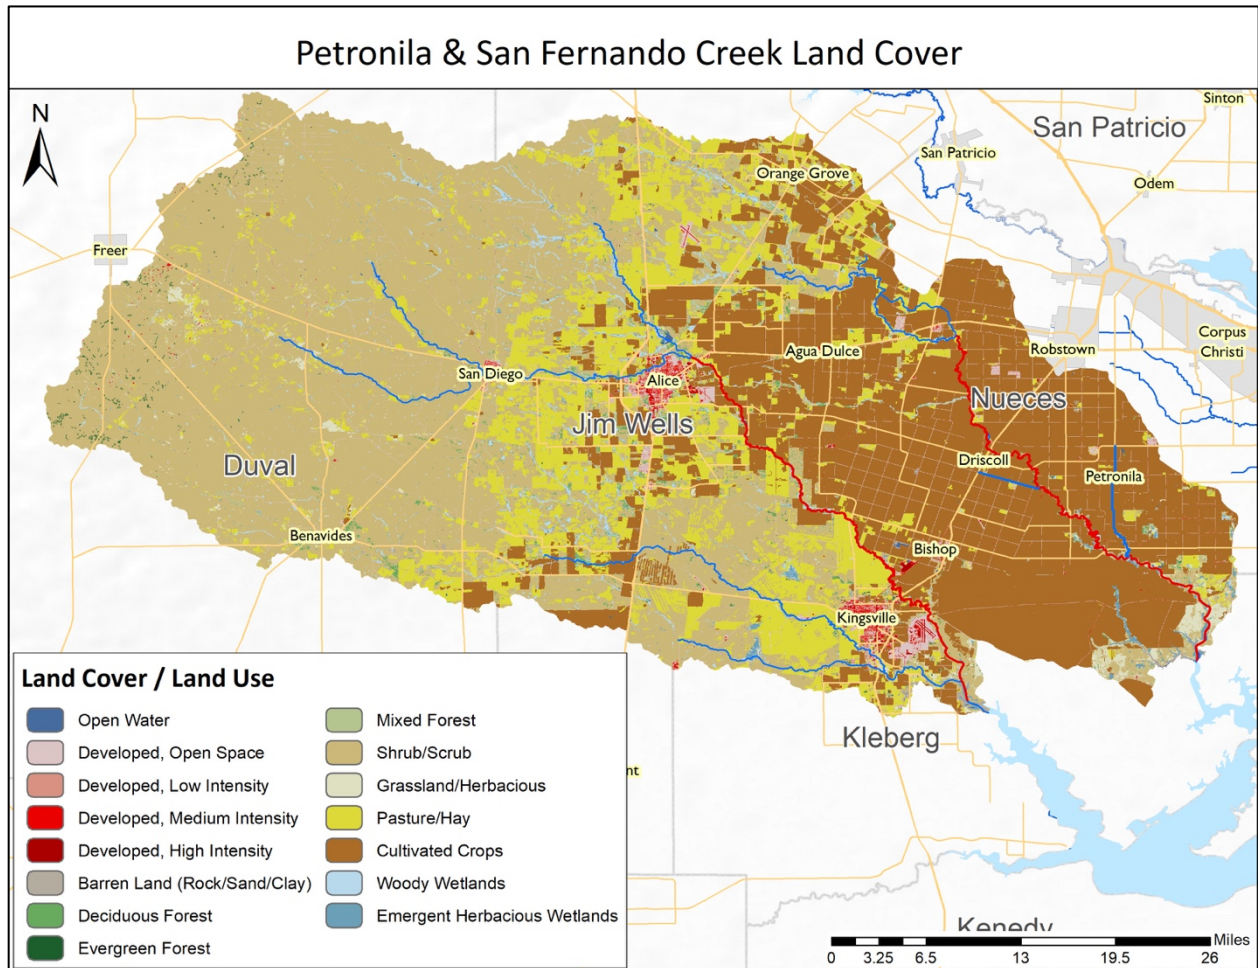 Petronila & San Fernando Creek Land Cover
N
Sinton
San Patricio
San Patricio
Orange Grove
Odem
Freer
Corpus
Christi
Robstown
Agua Dulce
San Diego
Alice
Nueces
Jim Wells
Duval
Driscoll
Petronila
Benavides
Bishop
Kingsville
Kleberg
nt
Kenedy
Land Cover / Land Use
Open Water
Developed, Open Space
Developed, Low Intensity
Developed, Medium Intensity
Developed, High Intensity
Barren Land (Rock/Sand/Clay)
Deciduous Forest
Evergreen Forest
Mixed Forest
Shrub/Scrub
Grassland/Herbacious
Pasture/Hay
Cultivated Crops
Woody Wetlands
Emergent Herbacious Wetlands
Miles
0 3.25 6.5 13 19.5 26